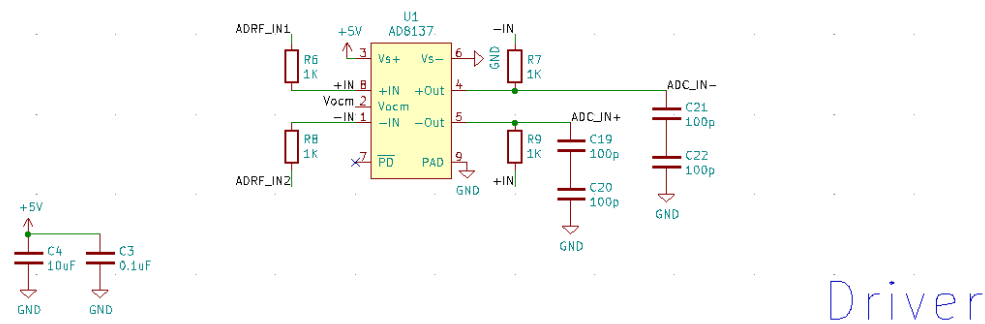 U1
AD8137
ADRF_IN1
+5V
-IN
R6
1K
3
Vs+
Vs-
6
GND
R7
1K
+IN
8
+IN
+Out
4
ADC_IN-
Vocm
2
Vocm
C21
100p
-IN
1
-IN
-Out
5
ADC_IN+
R8
1K
7
PD
PAD
9
R9
1K
C19
100p
C22
100p
ADRF_IN2
GND
+IN
C20
100p
GND
GND
+5V
C4
10uF
C3
0.1uF
GND
GND
Driver